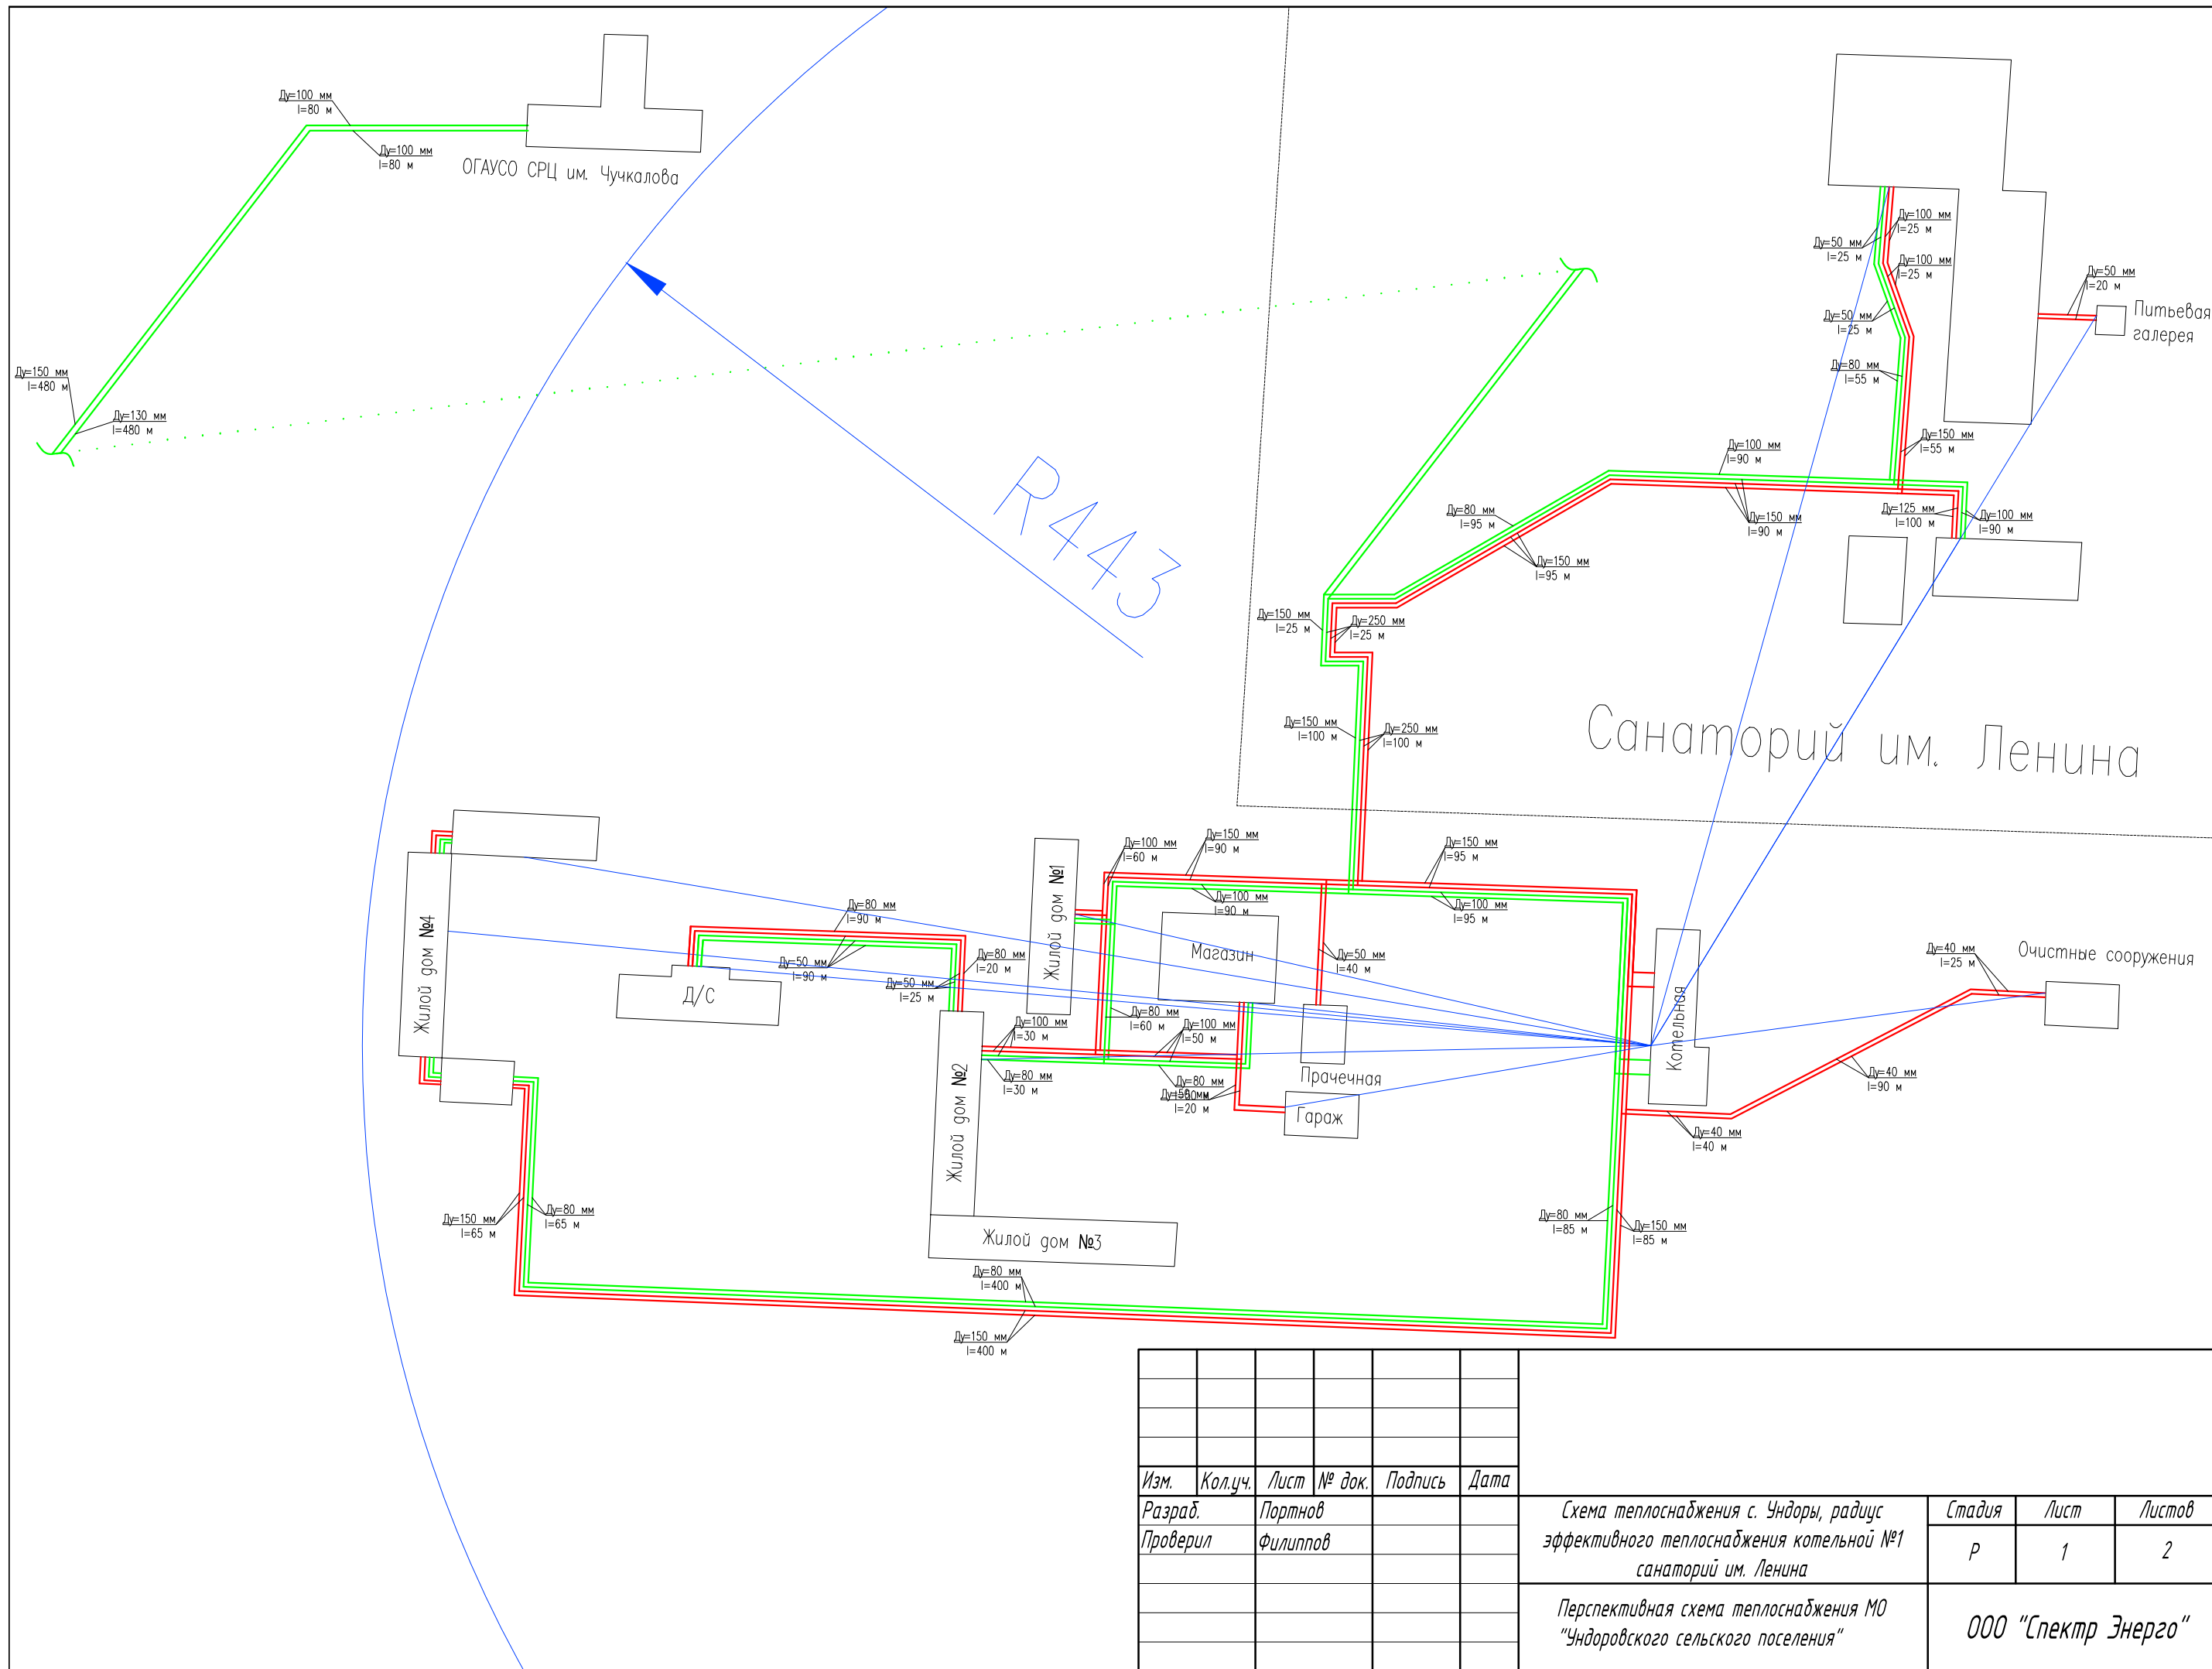 Ду=100 мм
l=80 м
Ду=100 мм
l=80 м
ОГАУСО СРЦ им. Чучкалова
Ду=150 мм
l=480 м
Ду=130 мм
l=480 м
R443
Ду=100 мм
l=25 м
Ду=50 мм
l=25 м
Ду=100 мм
l=25 м
Ду=50 мм
l=20 м
Питьевая
галерея
Ду=50 мм
l=25 м
Ду=80 мм
l=55 м
Ду=150 мм
l=55 м
Ду=100 мм
l=90 м
Ду=80 мм
l=95 м
Ду=150 мм
l=90 м
Ду=125 мм
l=100 м
Ду=100 мм
l=90 м
Ду=150 мм
l=95 м
Ду=150 мм
l=25 м
Ду=250 мм
l=25 м
Ду=150 мм
l=100 м
Ду=250 мм
l=100 м
Санаторий им. Ленина
Ду=100 мм
l=60 м
Ду=150 мм
l=90 м
Ду=150 мм
l=95 м
Ду=100 мм
l=90 м
Ду=100 мм
l=95 м
Ду=80 мм
l=90 м
Ду=50 мм
l=90 м
Ду=80 мм
l=20 м
Ду=50 мм
l=25 м
Жилой дом №4
Д/С
Жилой дом №1
Магазин
Ду=50 мм
l=40 м
Котельная
Ду=40 мм
l=25 м
Очистные сооружения
Ду=100 мм
l=30 м
Ду=80 мм
l=60 м
Ду=100 мм
l=50 м
Ду=80 мм
l=30 м
Ду=80 мм
Ду=50 мм
l=20 м
Прачечная
Гараж
Ду=40 мм
l=90 м
Ду=40 мм
l=40 м
Жилой дом №2
Ду=150 мм
l=65 м
Ду=80 мм
l=65 м
Жилой дом №3
Ду=80 мм
l=85 м
Ду=150 мм
l=85 м
Ду=80 мм
l=400 м
Ду=150 мм
l=400 м
Изм. Кол.уч. Лист № док. Подпись Дата
Разраб. Портнов
Проверил Филиппов
Схема теплоснабжения с. Ундоры, радиус
эффективного теплоснабжения котельной №1
санаторий им. Ленина
Стадия Лист Листов
Р 1 2
Перспективная схема теплоснабжения МО
"Ундоровского сельского поселения"
ООО "Спектр Энерго"